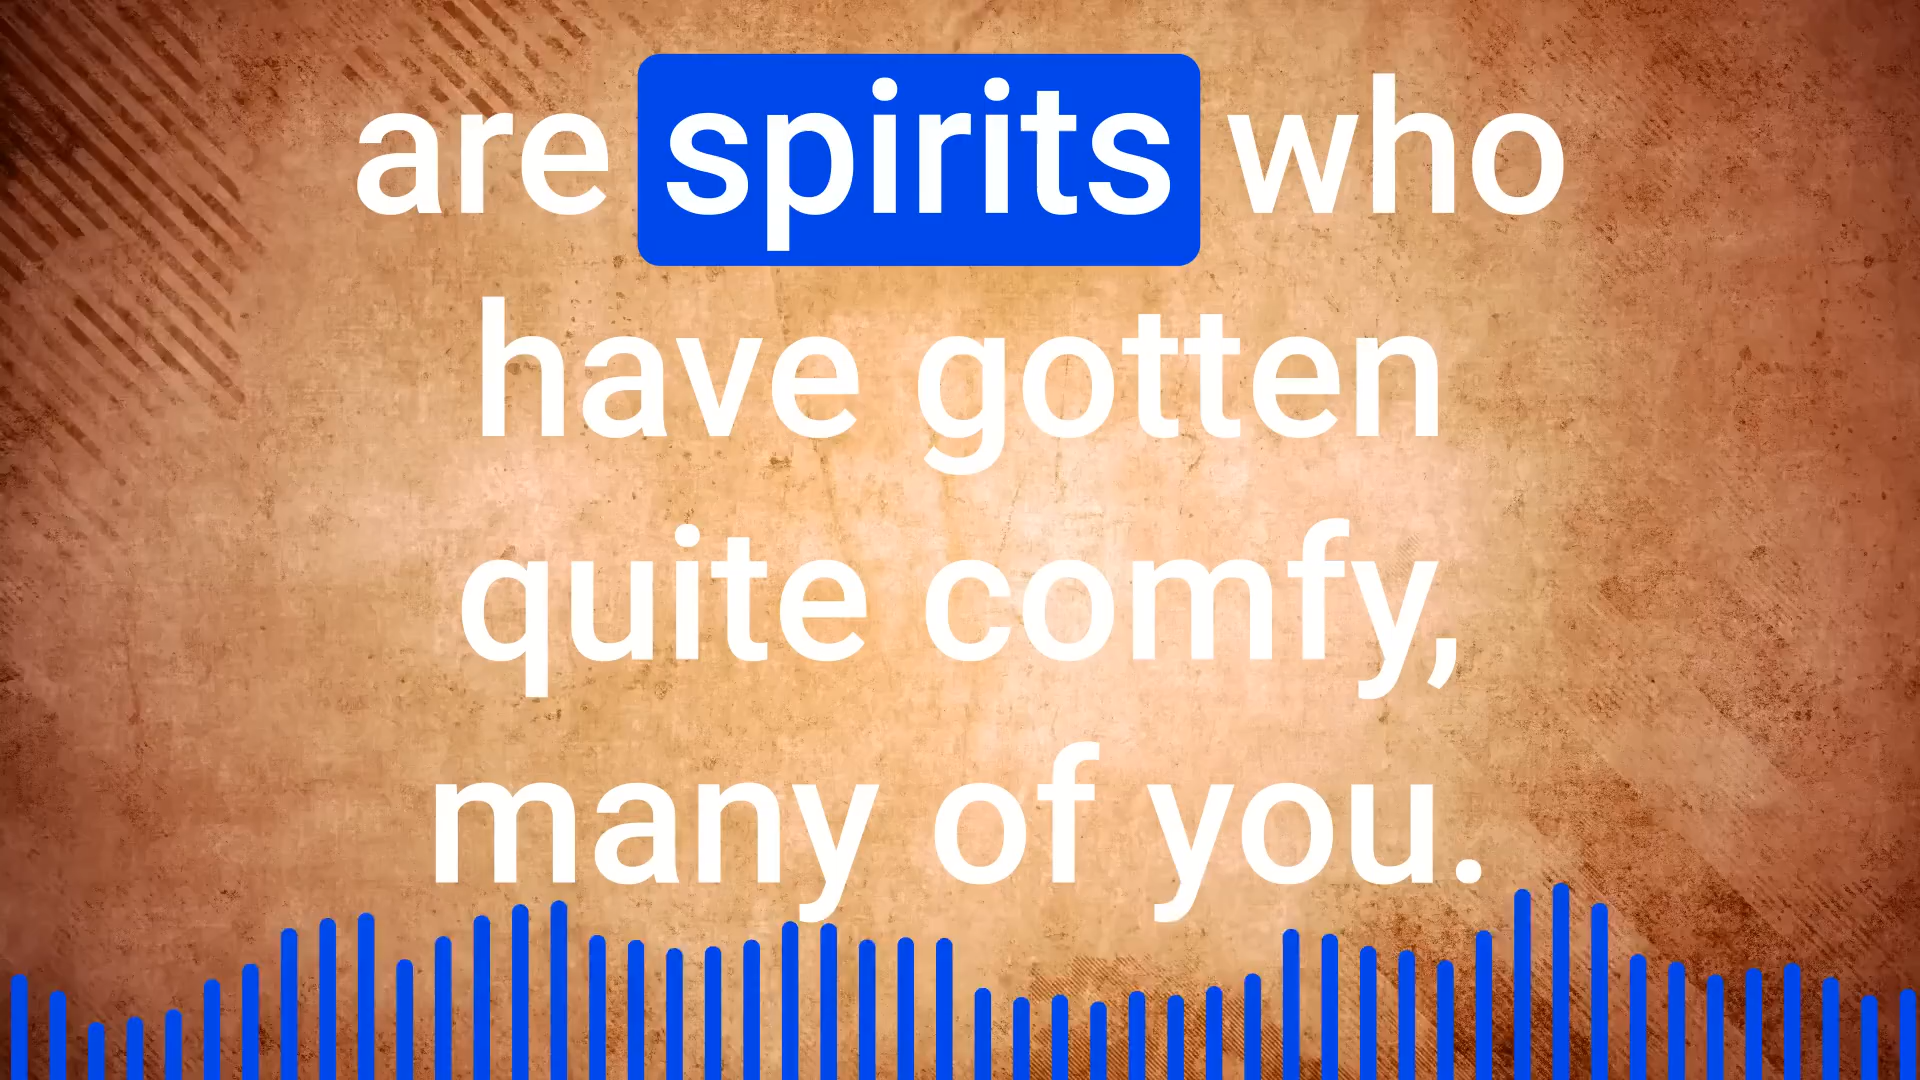 are spirits who
have gotten
quite comfy,
many of you.